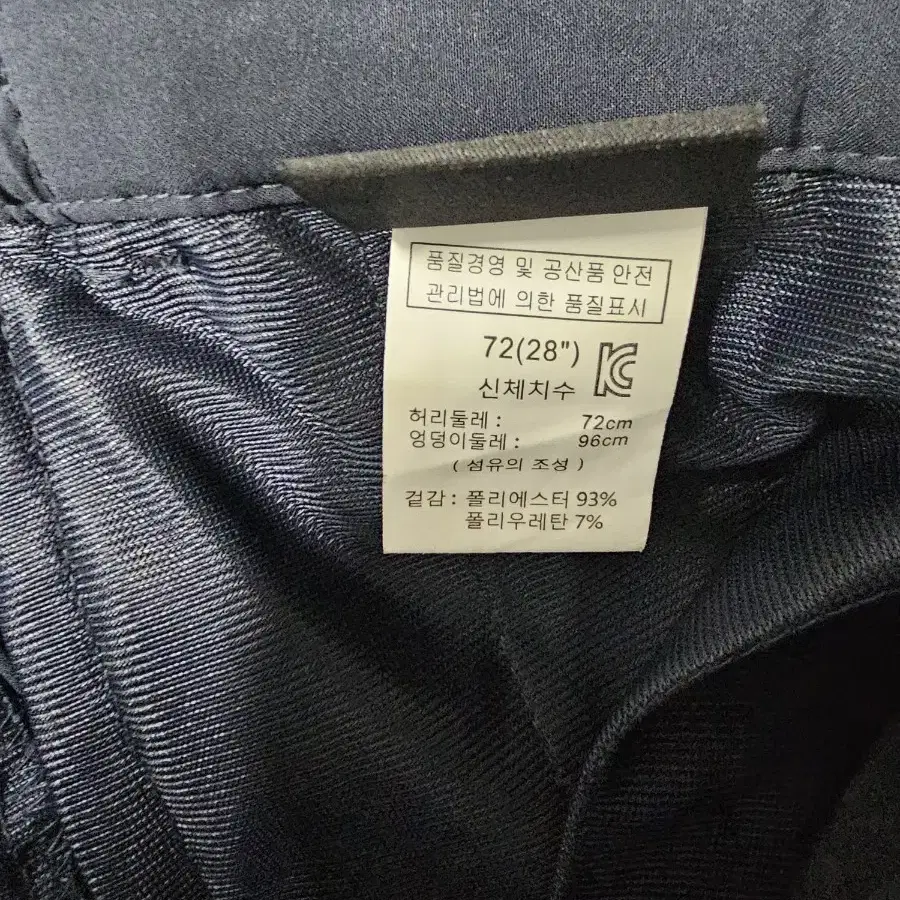 품질경영 및 공산품 안전
관리법에 의한 품질표시
72(28")
신체치수
허리둘레 : 72cm
엉덩이둘레 : 96cm
( 섬유의 조성 )
겉감 : 폴리에스터 93%
폴리우레탄 7%